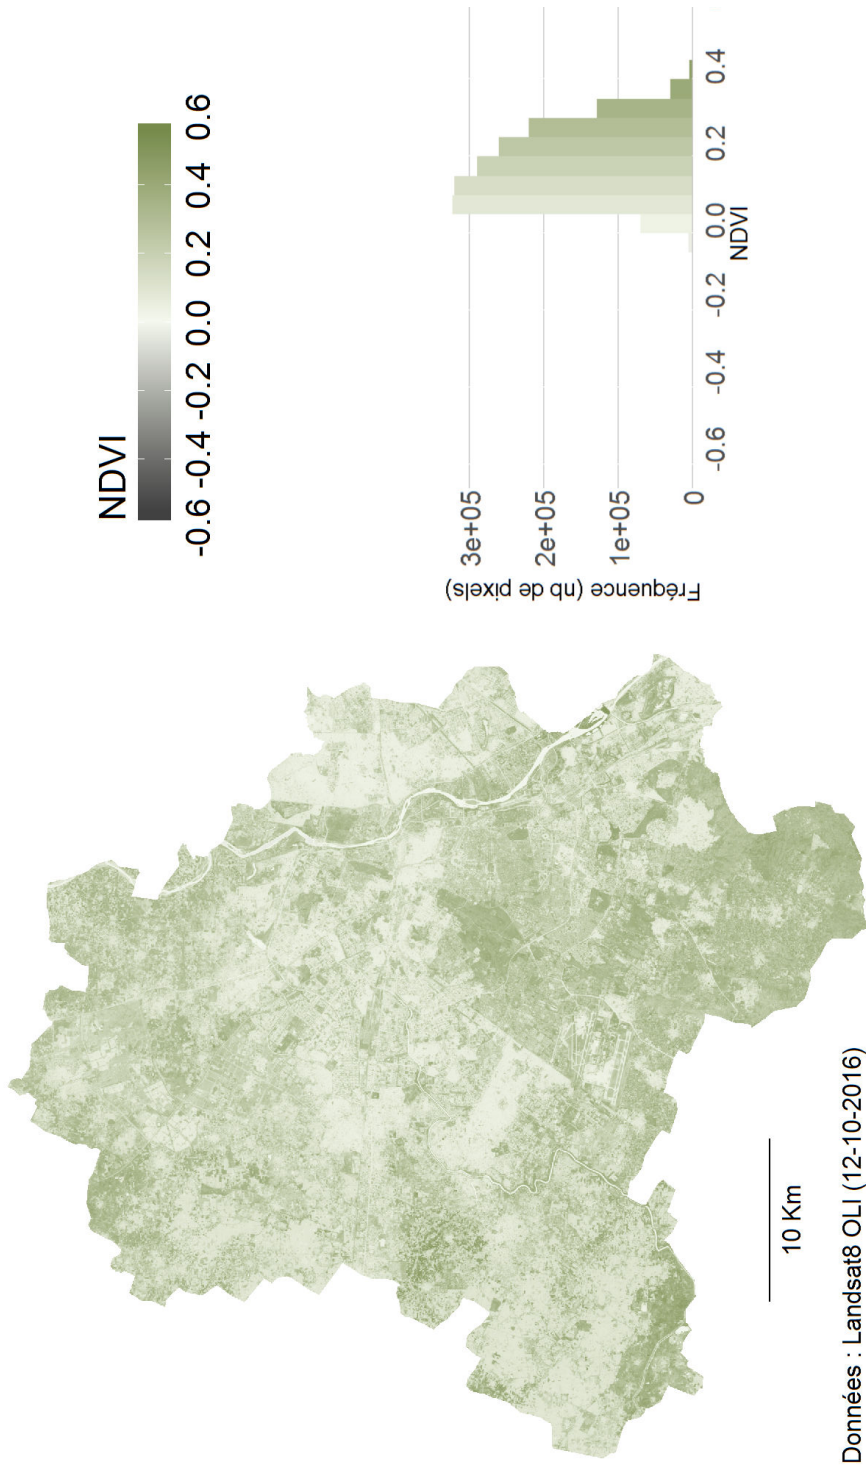 NDVI
-0.6 -0.4 -0.2 0.0 0.2 0.4 0.6
Fréquence (nb de pixels)
3e+05
2e+05
1e+05
0
-0.6 -0.4 -0.2 0.0 0.2 0.4
NDVI
10 Km
Données : Landsat8 OLI (12-10-2016)